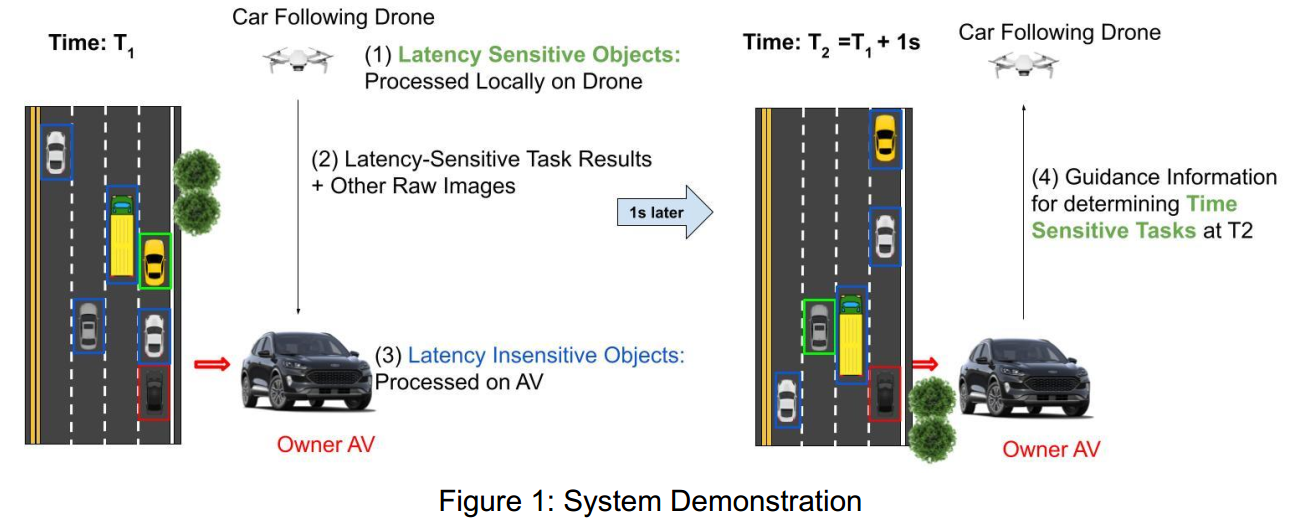 Car Following Drone
Time: T1
(1) Latency Sensitive Objects:
Processed Locally on Drone
(2) Latency-Sensitive Task Results
+ Other Raw Images
(3) Latency Insensitive Objects:
Processed on AV
Owner AV
1s later
Time: T2 =T1 + 1s
Car Following Drone
(4) Guidance Information
for determining Time
Sensitive Tasks at T2
Owner AV
Figure 1: System Demonstration